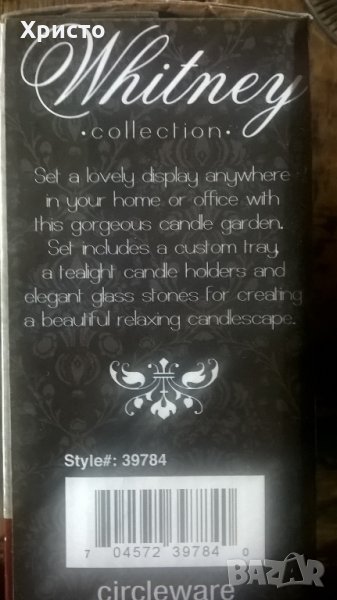 Христо
Whitney
• collection •
Set a lovely display anywhere
in your home or office with
this gorgeous candle garden.
Set includes a custom tray,
a tealight candle holders and
elegant glass stones for creating
a beautiful relaxing candlescape.
Style#: 39784
7 04572 39784 0
circleware
BAZAR